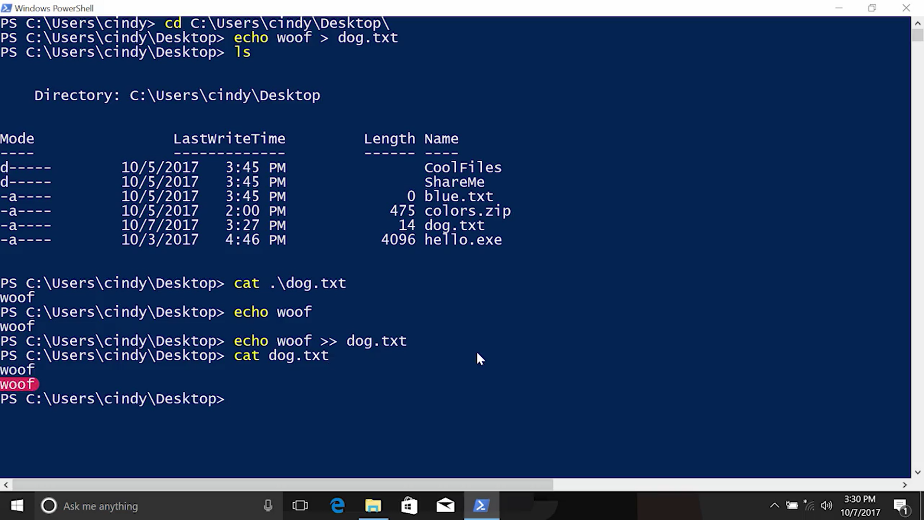 Windows PowerShell
PS C:\Users\cindy> cd C:\Users\cindy\Desktop\
PS C:\Users\cindy\Desktop> echo woof > dog.txt
PS C:\Users\cindy\Desktop> ls
Directory: C:\Users\cindy\Desktop
Mode LastWriteTime Length Name
---- ------------- ------ ----
d----- 10/5/2017 3:45 PM CoolFiles
d----- 10/5/2017 3:45 PM ShareMe
-a---- 10/5/2017 3:45 PM 0 blue.txt
-a---- 10/5/2017 2:00 PM 475 colors.zip
-a---- 10/7/2017 3:27 PM 14 dog.txt
-a---- 10/3/2017 4:46 PM 4096 hello.exe
PS C:\Users\cindy\Desktop> cat .\dog.txt
woof
PS C:\Users\cindy\Desktop> echo woof
woof
PS C:\Users\cindy\Desktop> echo woof >> dog.txt
PS C:\Users\cindy\Desktop> cat dog.txt
woof
woof
PS C:\Users\cindy\Desktop>
Ask me anything
3:30 PM
10/7/2017
1